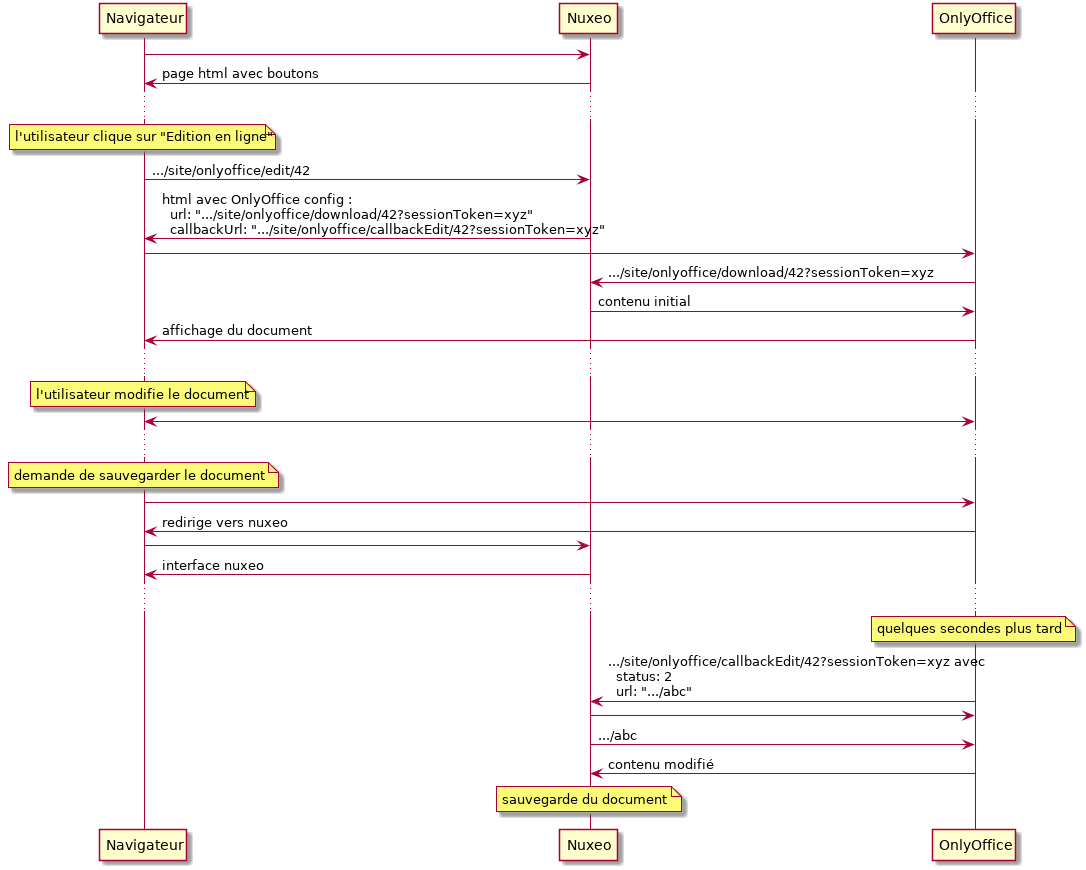 Navigateur Nuxeo OnlyOffice
page html avec boutons
l'utilisateur clique sur "Edition en ligne"
.../site/onlyoffice/edit/42
html avec OnlyOffice config :
url: ".../site/onlyoffice/download/42?sessionToken=xyz"
callbackUrl: ".../site/onlyoffice/callbackEdit/42?sessionToken=xyz"
.../site/onlyoffice/download/42?sessionToken=xyz
contenu initial
affichage du document
l'utilisateur modifie le document
demande de sauvegarder le document
redirige vers nuxeo
interface nuxeo
quelques secondes plus tard
.../site/onlyoffice/callbackEdit/42?sessionToken=xyz avec
status: 2
url: ".../abc"
.../abc
contenu modifié
sauvegarde du document
Navigateur Nuxeo OnlyOffice